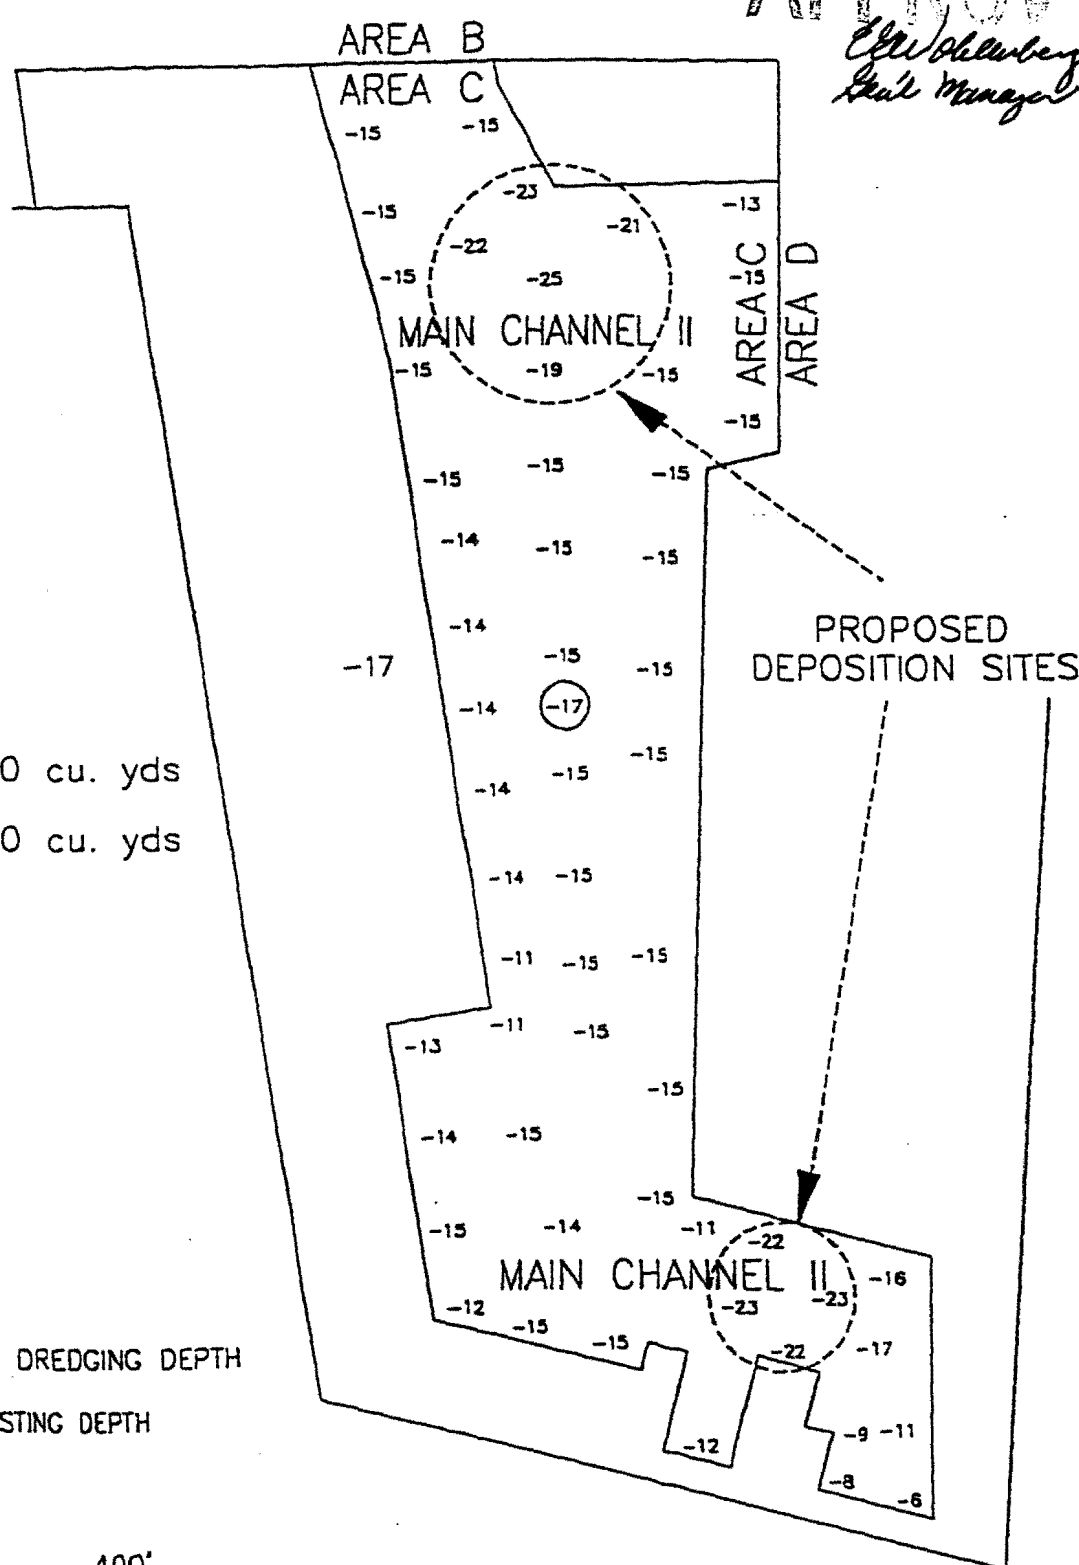 AREA B
AREA C
-15 -15
-23
-15 -21 -13
-22
-15 -25 -15
AREA C
AREA D
MAIN CHANNEL II
-15 -19 -15
-15
-15 -15 -15
-14 -15 -15
-14
-15 -15
-17
-14 -17
-15
-15
-14
PROPOSED
DEPOSITION SITES
0 cu. yds
0 cu. yds
-14 -15
-11 -15 -15
-11 -15
-13
-15
-14 -15
-15
-15 -14 -11 -22
MAIN CHANNEL II
-16
-23 -23
-12
-15 -15
-22 -17
-12 -9 -11
-8 -6
DREDGING DEPTH
STING DEPTH
400'